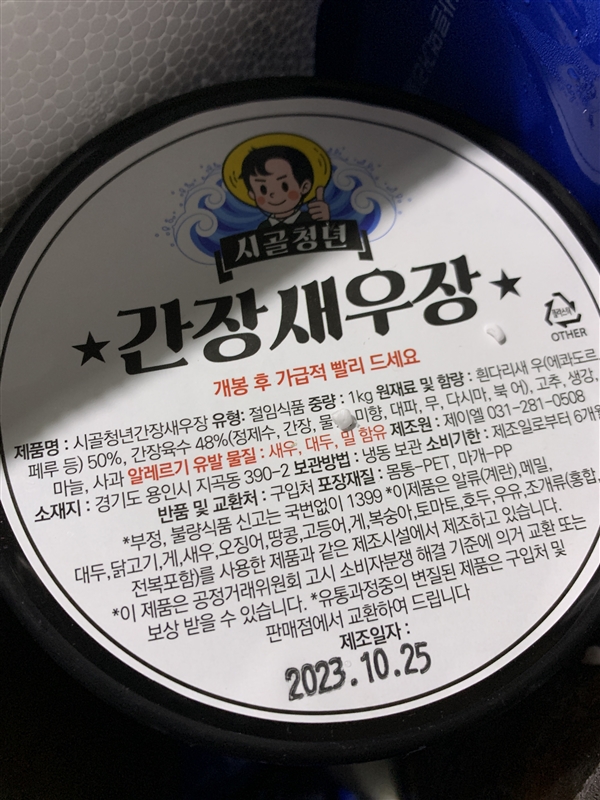 시골청년
★간장새우장★
개봉 후 가급적 빨리 드세요
OTHER
제품명 : 시골청년간장새우장 유형: 절임식품 중량 : 1kg 원재료 및 함량 : 흰다리새 우(에콰도르,
페루 등) 50%, 간장육수 48%(정제수, 간장, 미향, 대파, 무, 다시마, 북 어), 고추, 생강,
마늘, 사과 알레르기 유발 물질 : 새우, 대두, 밀 함유 제조원 : 제이엘 031-281-0508
소재지 : 경기도 용인시 지곡동 390-2 보관방법 : 냉동 보관 소비기한 : 제조일로부터 6개월
반품 및 교환처 : 구입처 포장재질 : 몸통-PET, 마개-PP
*부정, 불량식품 신고는 국번없이 1399 *이제품은 알류(계란),메밀,
대두,닭고기,게,새우,오징어,땅콩,고등어,게,복숭아,토마토,호두,우유,조개류(홍합,
전복포함)를 사용한 제품과 같은 제조시설에서 제조하고 있습니다.
*이 제품은 공정거래위원회 고시 소비자분쟁 해결 기준에 의거 교환 또는
보상 받을 수 있습니다. *유통과정중의 변질된 제품은 구입처 및
판매점에서 교환하여 드립니다
제조일자 :
2023.10.25